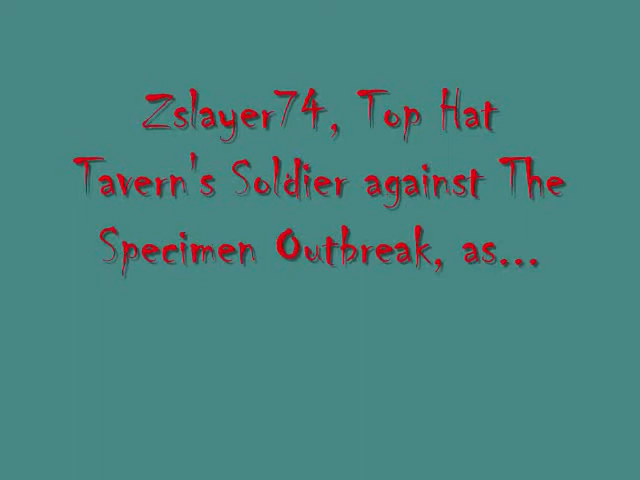 Zslayer74, Top Hat
Tavern's Soldier against The
Specimen Outbreak, as...